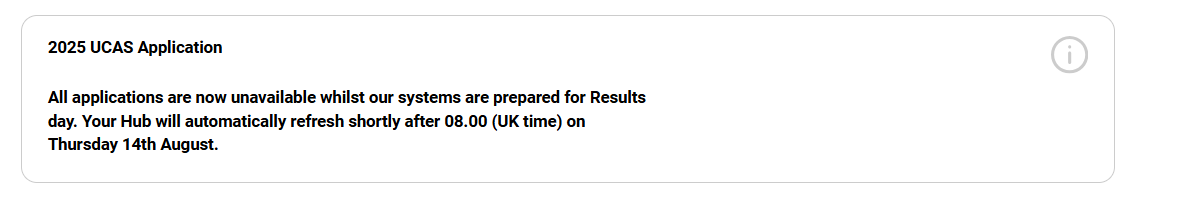 2025 UCAS Application
All applications are now unavailable whilst our systems are prepared for Results
day. Your Hub will automatically refresh shortly after 08.00 (UK time) on
Thursday 14th August.